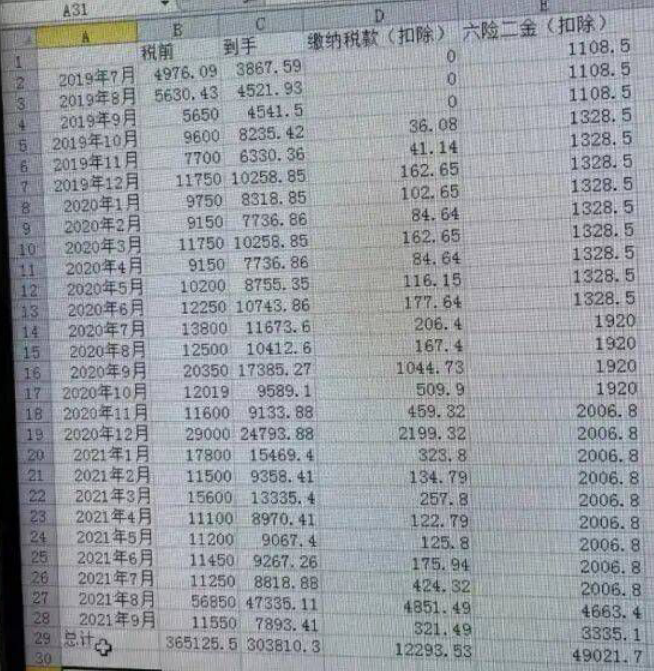 A31
A B C D E
1 税前 到手 缴纳税款（扣除） 六险二金（扣除）
2 2019年7月 4976.09 3867.59 0 1108.5
3 2019年8月 5630.43 4521.93 0 1108.5
4 2019年9月 5650 4541.5 0 1108.5
5 2019年10月 9600 8235.42 36.08 1328.5
6 2019年11月 7700 6330.36 41.14 1328.5
7 2019年12月 11750 10258.85 162.65 1328.5
8 2020年1月 9750 8318.85 102.65 1328.5
9 2020年2月 9150 7736.86 84.64 1328.5
10 2020年3月 11750 10258.85 162.65 1328.5
11 2020年4月 9150 7736.86 84.64 1328.5
12 2020年5月 10200 8755.35 116.15 1328.5
13 2020年6月 12250 10743.86 177.64 1328.5
14 2020年7月 13800 11673.6 206.4 1920
15 2020年8月 12500 10412.6 167.4 1920
16 2020年9月 20350 17385.27 1044.73 1920
17 2020年10月 12019 9589.1 509.9 1920
18 2020年11月 11600 9133.88 459.32 2006.8
19 2020年12月 29000 24793.88 2199.32 2006.8
20 2021年1月 17800 15469.4 323.8 2006.8
21 2021年2月 11500 9358.41 134.79 2006.8
22 2021年3月 15600 13335.4 257.8 2006.8
23 2021年4月 11100 8970.41 122.79 2006.8
24 2021年5月 11200 9067.4 125.8 2006.8
25 2021年6月 11450 9267.26 175.94 2006.8
26 2021年7月 11250 8818.88 424.32 2006.8
27 2021年8月 56850 47335.11 4851.49 4663.4
28 2021年9月 11550 7893.41 321.49 3335.1
29 总计 365125.5 303810.3 12293.53 49021.7
30